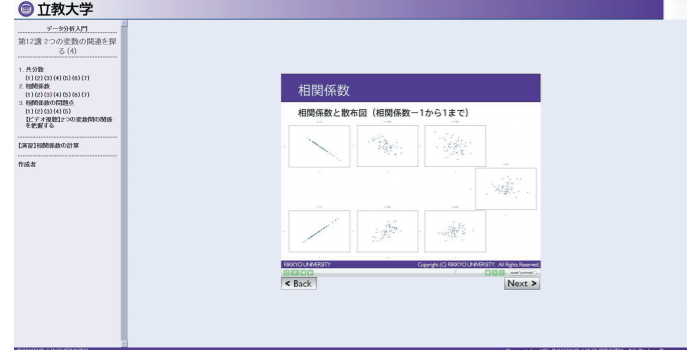 立教大学
データ分析入門
第12講 2つの変数の関連を探
る (4)
1. 共分散
(1) (2) (3) (4) (5) (6) (7)
2. 相関係数
(1) (2) (3) (4) (5) (6) (7)
3. 相関係数の問題点
(1) (2) (3) (4) (5)
【ビデオ復聴】2つの変数間の関係
を把握する
【演習】相関係数の計算
作成者
相関係数
相関係数と散布図（相関係数－1から1まで）
RIKKYO UNIVERSITY
Copyright (C) RIKKYO UNIVERSITY. All Rights Reserved.
< Back
Next >